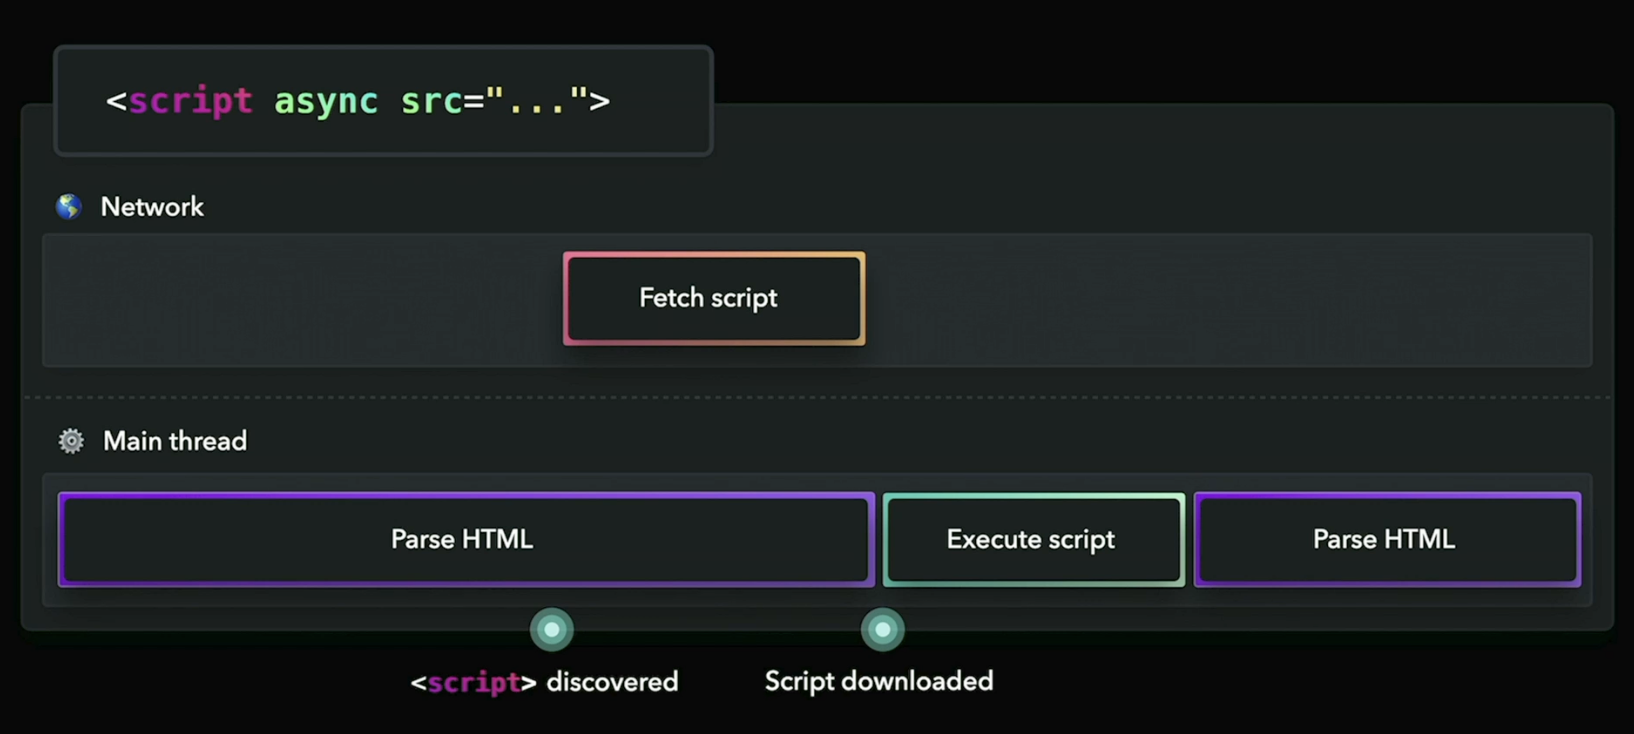 <script async src="...">
Network
Fetch script
Main thread
Parse HTML
Execute script
Parse HTML
<script> discovered
Script downloaded